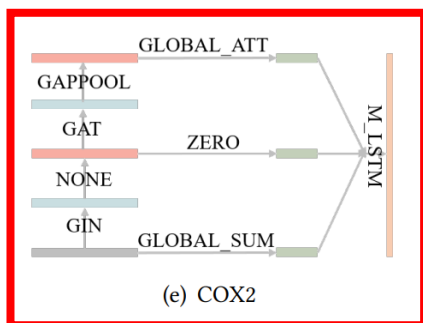 GLOBAL_ATT
GAPPOOL
GAT
ZERO
NONE
GIN
GLOBAL_SUM
M_LSTM
(e) COX2